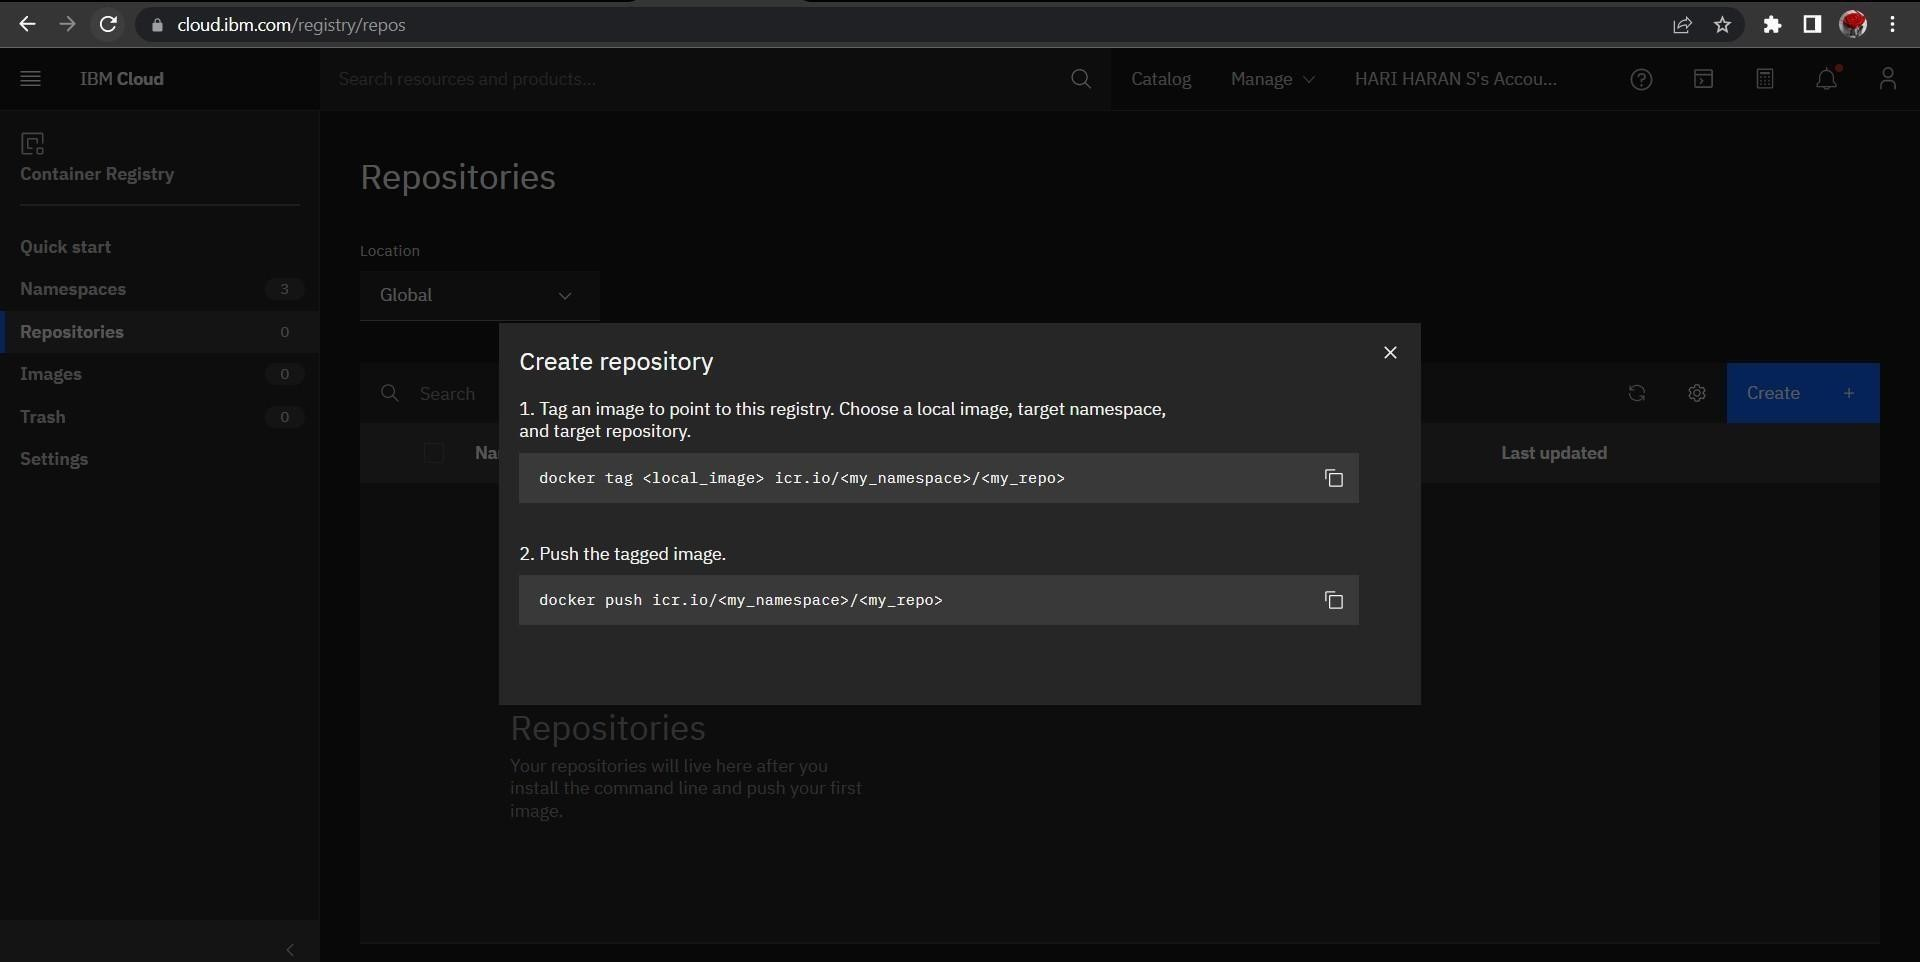 cloud.ibm.com/registry/repos
IBM Cloud
Search resources and products...
Catalog
Manage
HARI HARAN S's Accou...
Container Registry
Quick start
Namespaces 3
Repositories 0
Images 0
Trash 0
Settings
Repositories
Location
Global
Search
Create +
Na
Last updated
Create repository
1. Tag an image to point to this registry. Choose a local image, target namespace,
and target repository.
docker tag <local_image> icr.io/<my_namespace>/<my_repo>
2. Push the tagged image.
docker push icr.io/<my_namespace>/<my_repo>
Repositories
Your repositories will live here after you
install the command line and push your first
image.